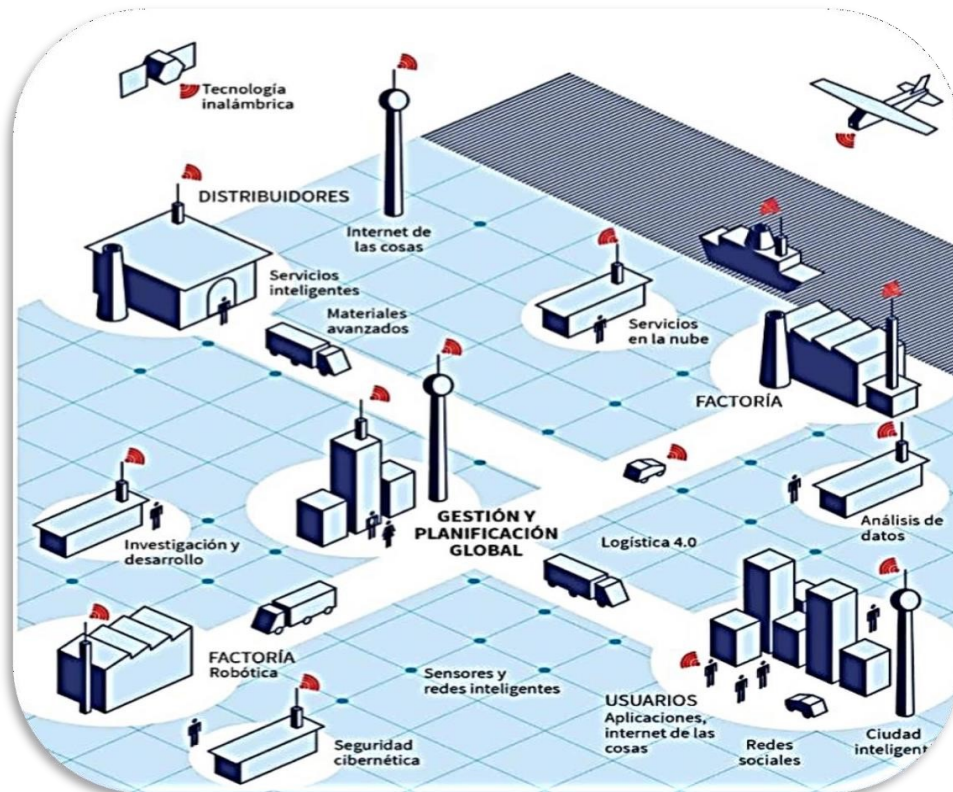 Tecnología
inalámbrica
DISTRIBUIDORES
Internet de
las cosas
Servicios
inteligentes
Materiales
avanzados
Servicios
en la nube
FACTORÍA
GESTIÓN Y
PLANIFICACIÓN
GLOBAL
Logística 4.0
Análisis de
datos
Investigación y
desarrollo
FACTORÍA
Robótica
Sensores y
redes inteligentes
USUARIOS
Aplicaciones,
internet de las
cosas
Redes
sociales
Ciudad
inteligent
Seguridad
cibernética